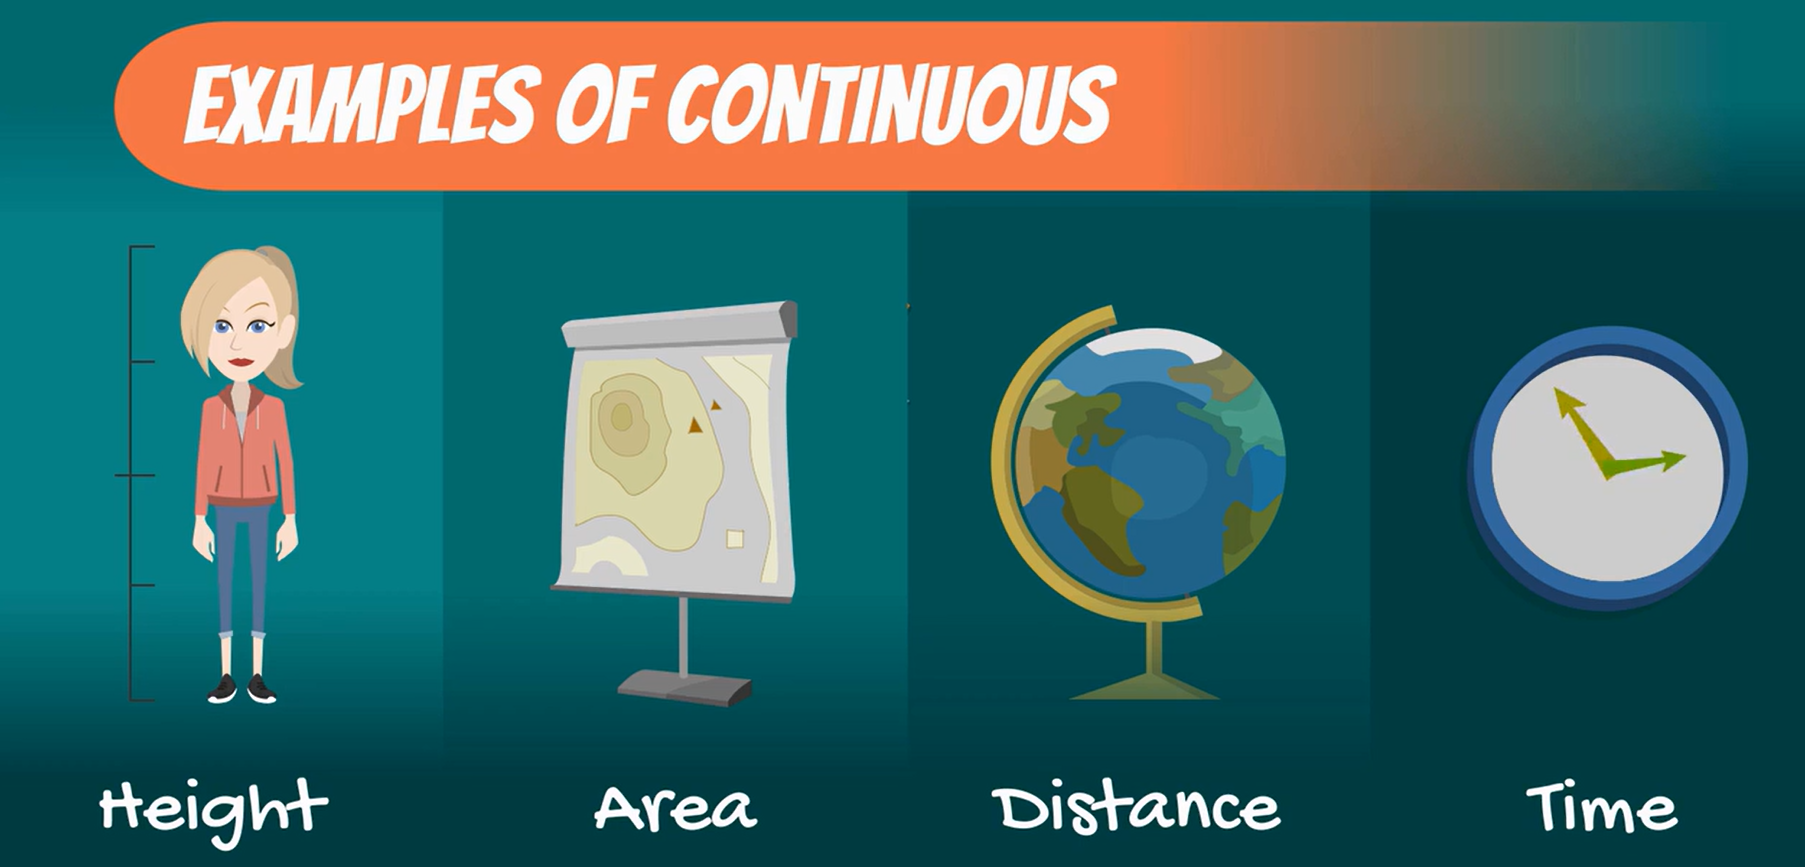 EXAMPLES OF CONTINUOUS
Height
Area
Distance
Time